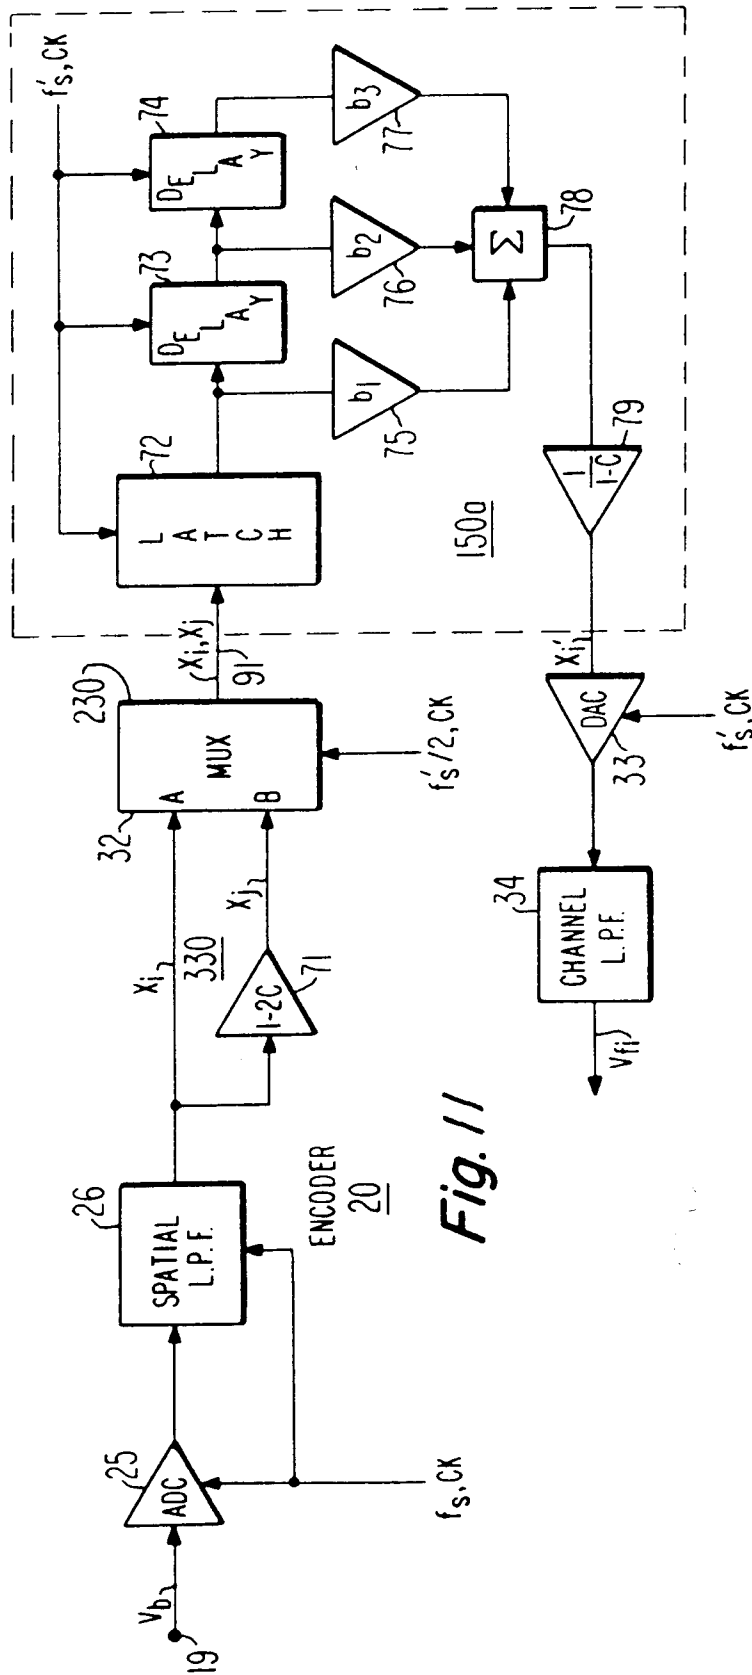 19
Vb
ADC
25
fs, CK
SPATIAL
L.P.F.
26
ENCODER
20
Xi
330
1-2C
71
Xj
32
230
A
B
MUX
f's/2, CK
Xi, Xj
91
LATCH
72
DELAY
73
DELAY
74
f's, CK
b1
75
b2
76
b3
77
Σ
78
1
1-C
79
150a
Xi'
DAC
33
f's, CK
CHANNEL
L.P.F.
34
Vfi
Fig. 11